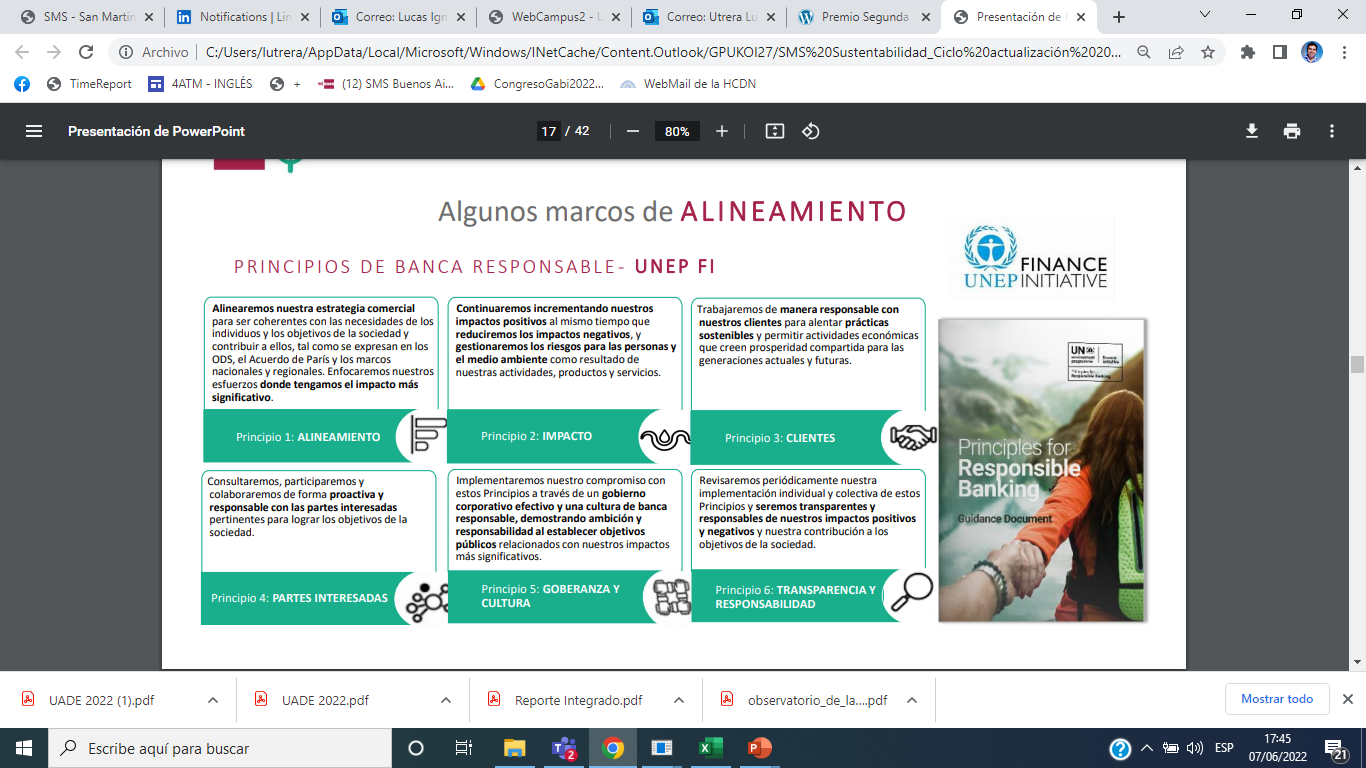 SMS - San Martin
Notifications | Lin
Correo: Lucas Ign
WebCampus2 - U
Correo: Utrera Lu
Premio Segunda
Presentación de
Archivo
C:/Users/lutrera/AppData/Local/Microsoft/Windows/INetCache/Content.Outlook/GPUKOI27/SMS%20Sustentabilidad_Ciclo%20actualización%2020...
TimeReport
4ATM - INGLÉS
+
(12) SMS Buenos Ai...
CongresoGabi2022...
WebMail de la HCDN
Presentación de PowerPoint
17 / 42
80%
Algunos marcos de ALINEAMIENTO
PRINCIPIOS DE BANCA RESPONSABLE- UNEP FI
UNEP
FINANCE
INITIATIVE
Alinearemos nuestra estrategia comercial
para ser coherentes con las necesidades de los
individuos y los objetivos de la sociedad y
contribuir a ellos, tal como se expresan en los
ODS, el Acuerdo de París y los marcos
nacionales y regionales. Enfocaremos nuestros
esfuerzos donde tengamos el impacto más
significativo.
Principio 1: ALINEAMIENTO
Continuaremos incrementando nuestros
impactos positivos al mismo tiempo que
reduciremos los impactos negativos, y
gestionaremos los riesgos para las personas y
el medio ambiente como resultado de
nuestras actividades, productos y servicios.
Principio 2: IMPACTO
Trabajaremos de manera responsable con
nuestros clientes para alentar prácticas
sostenibles y permitir actividades económicas
que creen prosperidad compartida para las
generaciones actuales y futuras.
Principio 3: CLIENTES
Consultaremos, participaremos y
colaboraremos de forma proactiva y
responsable con las partes interesadas
pertinentes para lograr los objetivos de la
sociedad.
Principio 4: PARTES INTERESADAS
Implementaremos nuestro compromiso con
estos Principios a través de un gobierno
corporativo efectivo y una cultura de banca
responsable, demostrando ambición y
responsabilidad al establecer objetivos
públicos relacionados con nuestros impactos
más significativos.
Principio 5: GOBERANZA Y
CULTURA
Revisaremos periódicamente nuestra
implementación individual y colectiva de estos
Principios y seremos transparentes y
responsables de nuestros impactos positivos
y negativos y nuestra contribución a los
objetivos de la sociedad.
Principio 6: TRANSPARENCIA Y
RESPONSABILIDAD
UN
Responsible Banking
Principles for
Responsible
Banking
Guidance Document
UADE 2022 (1).pdf
UADE 2022.pdf
Reporte Integrado.pdf
observatorio_de_la....pdf
Mostrar todo
Escribe aquí para buscar
2
ESP
17:45
07/06/2022
21